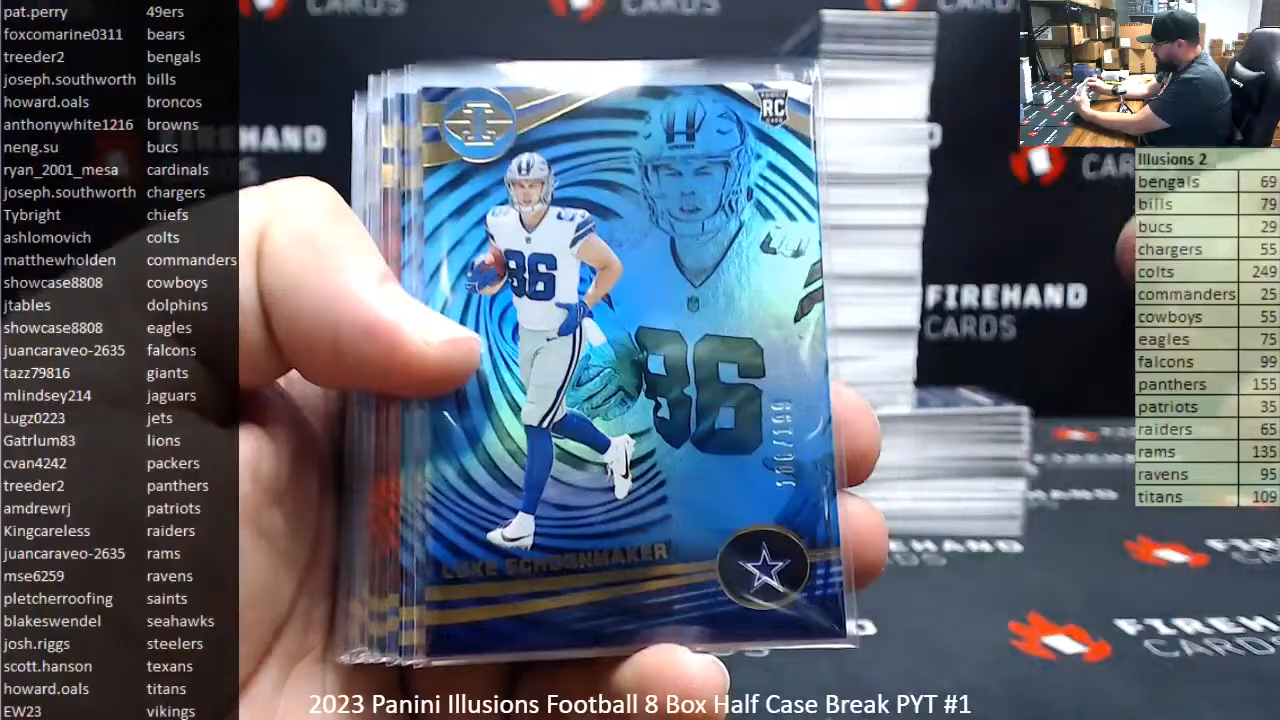 pat.perry 49ers
foxcomarine0311 bears
treeder2 bengals
joseph.southworth bills
howard.oals broncos
anthonywhite1216 browns
neng.su bucs
ryan_2001_mesa cardinals
joseph.southworth chargers
Tybright chiefs
ashlomovich colts
matthewholden commanders
showcase8808 cowboys
jtables dolphins
showcase8808 eagles
juancaraveo-2635 falcons
tazz79816 giants
mlindsey214 jaguars
Lugz0223 jets
Gatrlum83 lions
cvan4242 packers
treeder2 panthers
amdrewrj patriots
Kingcareless raiders
juancaraveo-2635 rams
mse6259 ravens
pletcherroofing saints
blakeswendel seahawks
josh.riggs steelers
scott.hanson texans
howard.oals titans
EW23 vikings
CARDS
FIREHAND
CARDS
RC
86
86
LUKE SCHOONMAKER
FIREHAND
CARDS
Illusions 2
bengals 69
bills 79
bucs 29
chargers 55
colts 249
commanders 25
cowboys 55
eagles 75
falcons 99
panthers 155
patriots 35
raiders 65
rams 135
ravens 95
titans 109
2023 Panini Illusions Football 8 Box Half Case Break PYT #1